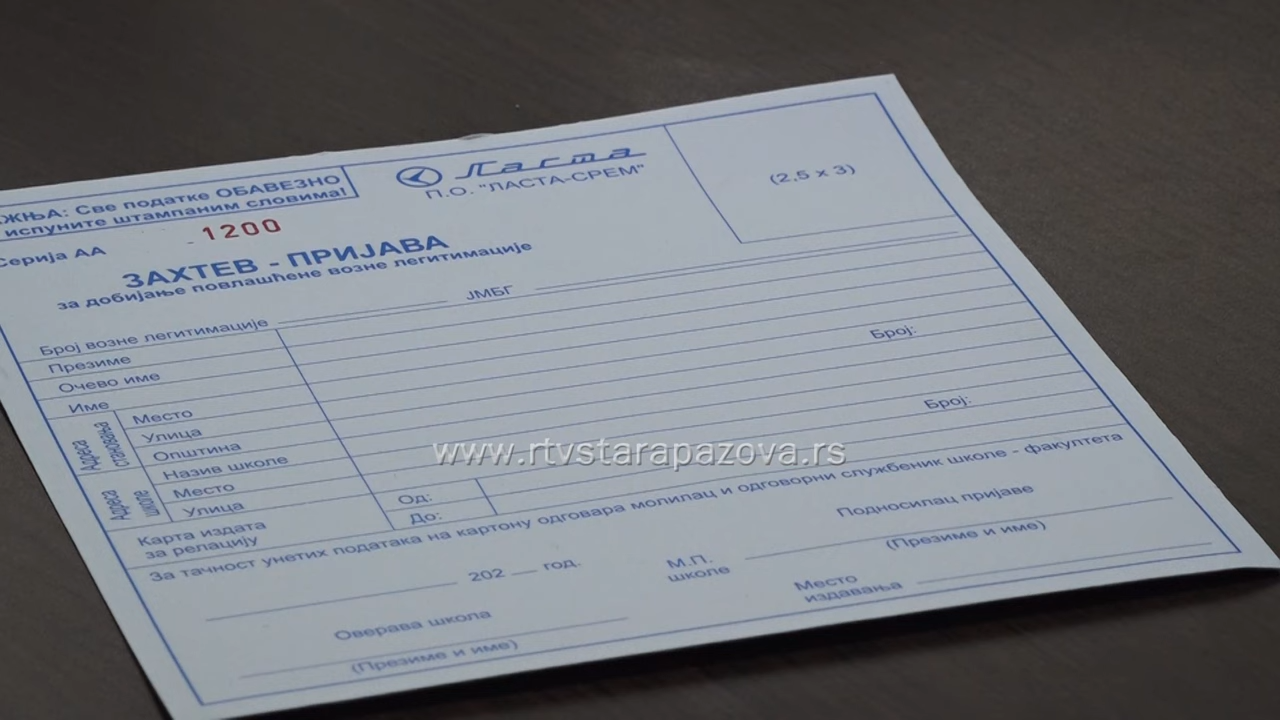 ЖЊА: Све податке ОБАВЕЗНО
испуните штампаним словима!
Ласта
П.О. "ЛАСТА-СРЕМ"
(2,5 x 3)
Серија АА 1200
ЗАХТЕВ - ПРИЈАВА
за добијање повлашћене возне легитимације
Број возне легитимације ЈМБГ
Презиме
Очево име
Име
Адреса становања
Место
Улица Број:
Општина
Назив школе
Адреса школе
Место
Улица Број:
Карта издата
за релацију
Од:
До:
За тачност унетих података на картону одговара молилац и одговорни службеник школе - факултета
202 __ год.
М.П.
школе
Подносилац пријаве
(Презиме и име)
Оверава школа
(Презиме и име)
Место
издавања
www.rtvstarapazova.rs